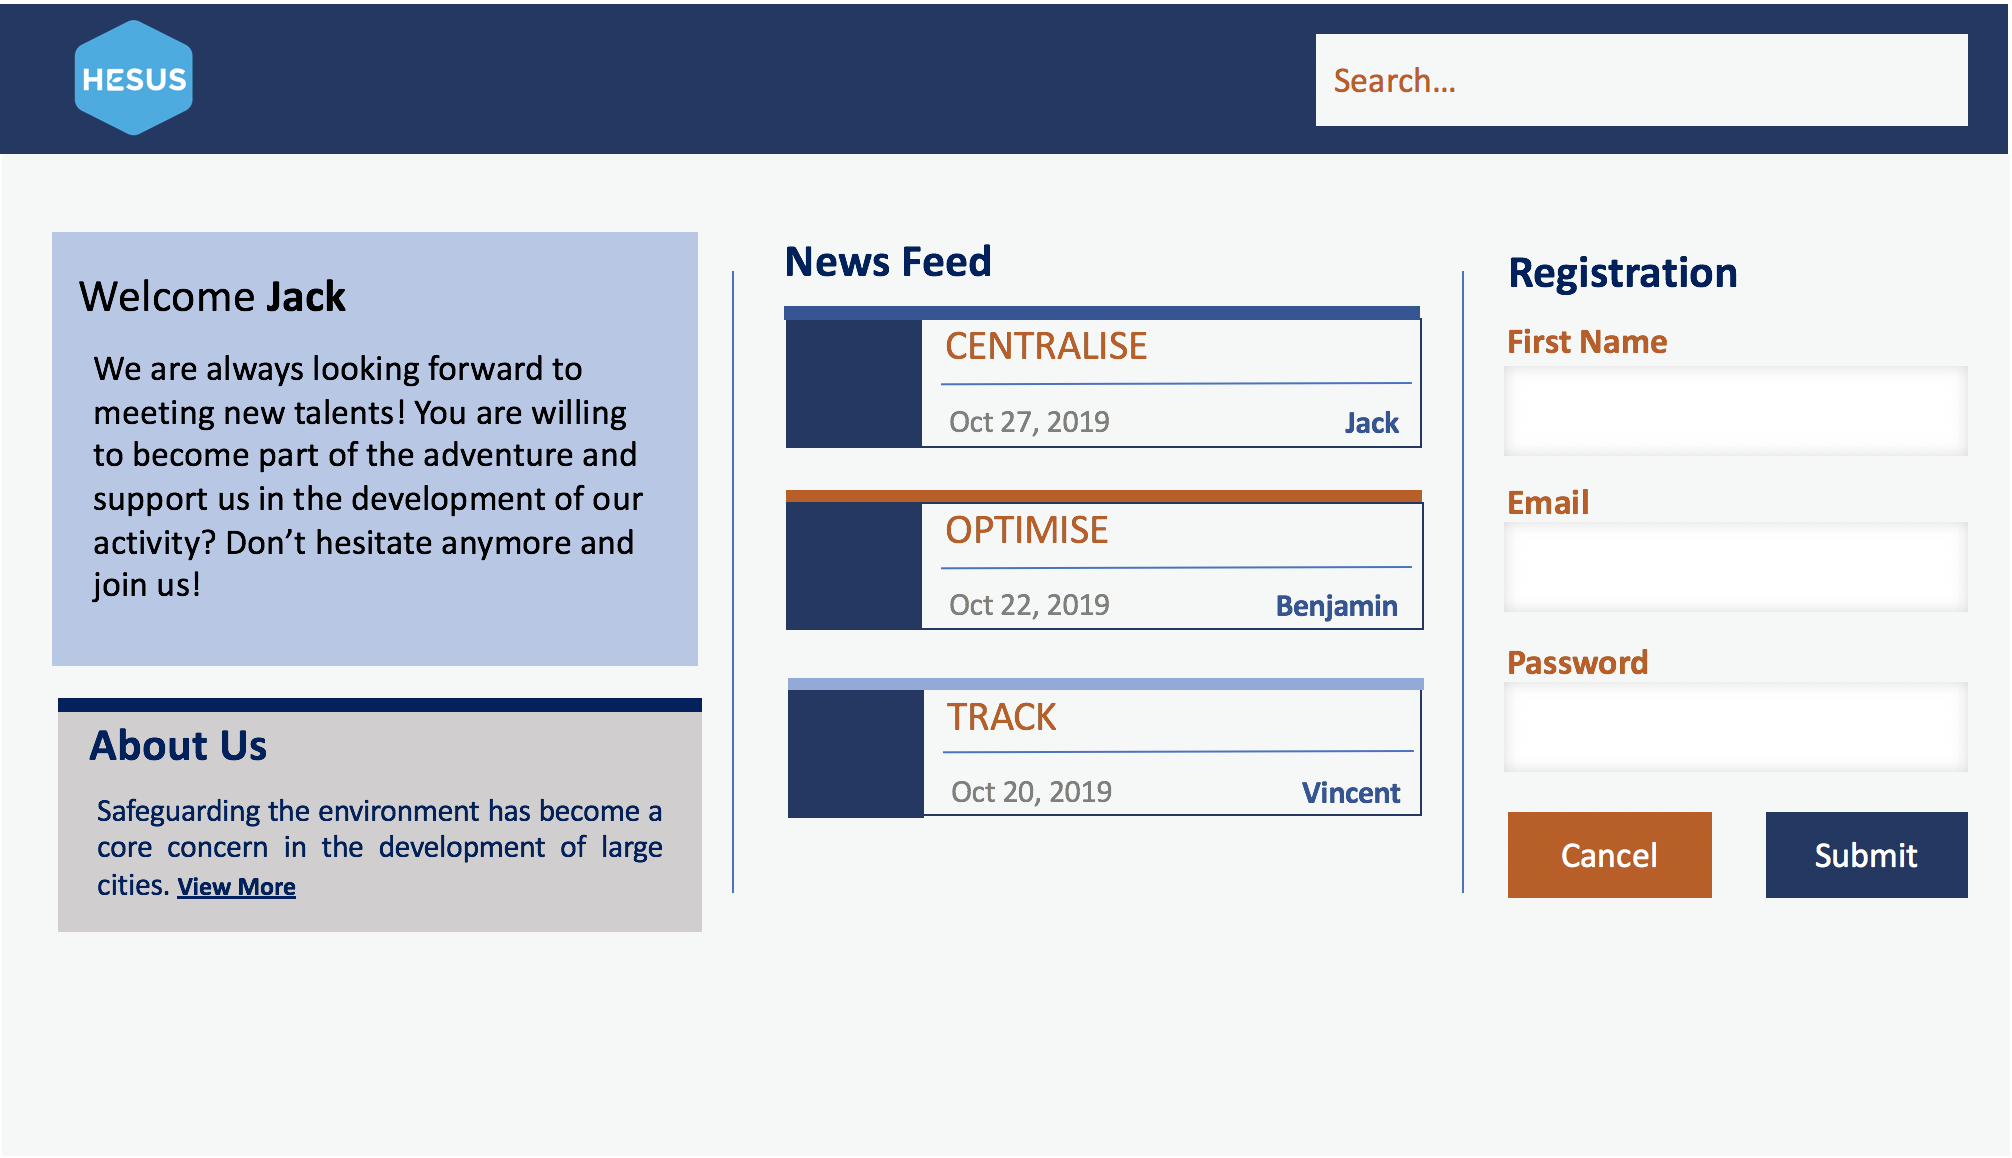 HESUS
Search...
Welcome Jack
We are always looking forward to
meeting new talents! You are willing
to become part of the adventure and
support us in the development of our
activity? Don’t hesitate anymore and
join us!
About Us
Safeguarding the environment has become a
core concern in the development of large
cities. View More
News Feed
CENTRALISE
Oct 27, 2019 Jack
OPTIMISE
Oct 22, 2019 Benjamin
TRACK
Oct 20, 2019 Vincent
Registration
First Name
Email
Password
Cancel Submit